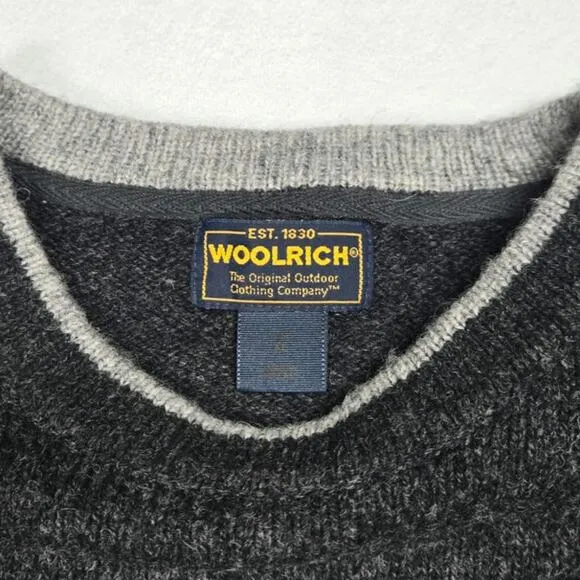 EST. 1830
WOOLRICH®
The Original Outdoor
Clothing Company™